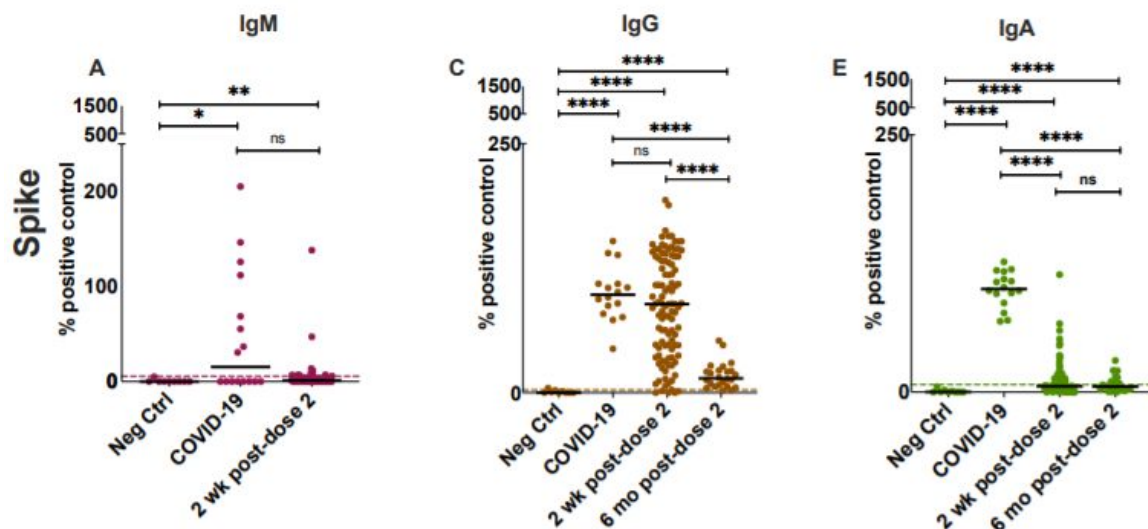 IgM
IgG
IgA
Spike
A
**
*
ns
1500
500
200
100
0
% positive control
Neg Ctrl
COVID-19
2 wk post-dose 2
C
****
****
****
****
ns
****
1500
500
250
0
% positive control
Neg Ctrl
COVID-19
2 wk post-dose 2
6 mo post-dose 2
E
****
****
****
****
****
ns
1500
500
250
0
% positive control
Neg Ctrl
COVID-19
2 wk post-dose 2
6 mo post-dose 2